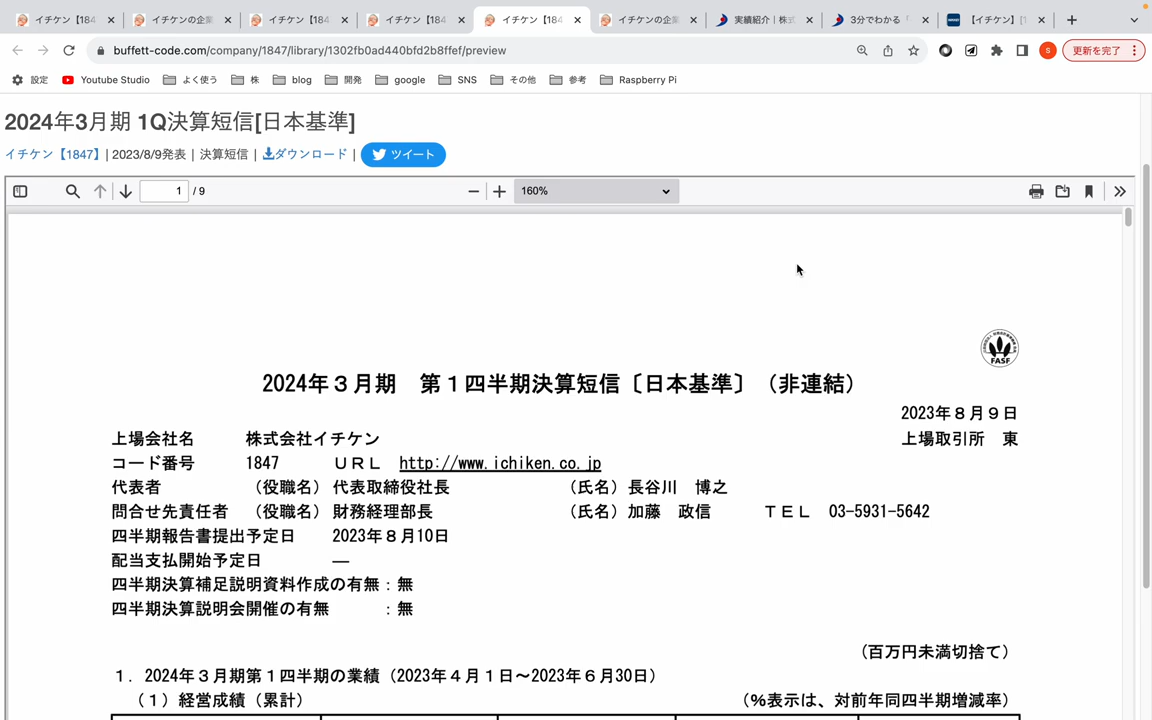 イチケン【184
イチケンの企業
イチケン【184
イチケン【184
イチケン【184
イチケンの企業
実績紹介｜株式
3分でわかる「
【イチケン】[1
buffett-code.com/company/1847/library/1302fb0ad440bfd2b8ffef/preview
S
更新を完了
設定
Youtube Studio
よく使う
株
blog
開発
google
SNS
その他
参考
Raspberry Pi
2024年3月期 1Q決算短信[日本基準]
イチケン【1847】 | 2023/8/9発表 | 決算短信 | ダウンロード | ツイート
1 / 9
160%
FASF
2024年３月期　第１四半期決算短信〔日本基準〕（非連結）
2023年８月９日
上場会社名 株式会社イチケン 上場取引所 東
コード番号 1847 ＵＲＬ http://www.ichiken.co.jp
代表者 （役職名） 代表取締役社長 （氏名） 長谷川 博之
問合せ先責任者 （役職名） 財務経理部長 （氏名） 加藤 政信 ＴＥＬ 03-5931-5642
四半期報告書提出予定日 2023年８月10日
配当支払開始予定日 ―
四半期決算補足説明資料作成の有無：無
四半期決算説明会開催の有無 ：無
（百万円未満切捨て）
１．2024年３月期第１四半期の業績（2023年４月１日～2023年６月30日）
（１）経営成績（累計） （％表示は、対前年同四半期増減率）